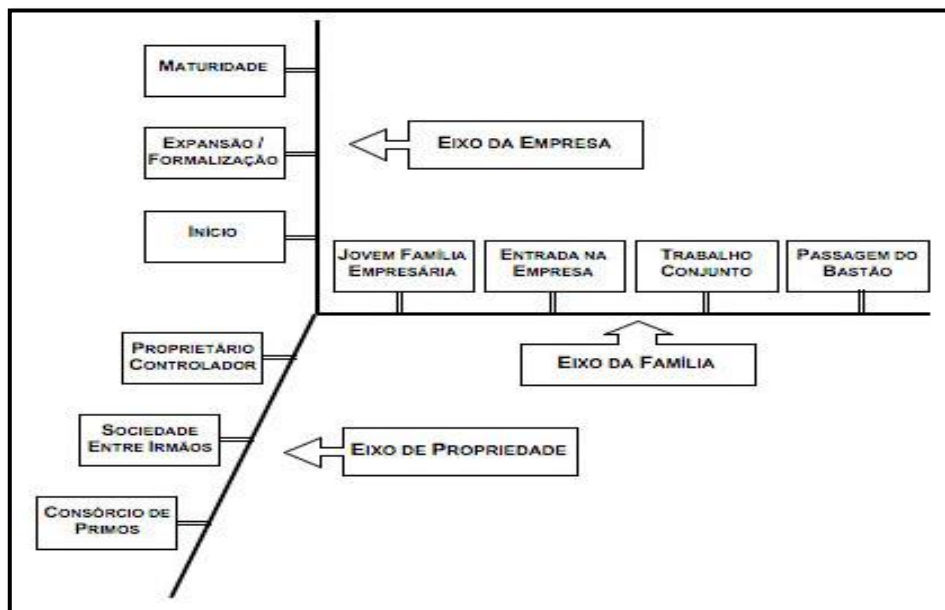 MATURIDADE
EXPANSÃO /
FORMALIZAÇÃO
EIXO DA EMPRESA
INÍCIO
JOVEM FAMÍLIA
EMPRESÁRIA
ENTRADA NA
EMPRESA
TRABALHO
CONJUNTO
PASSAGEM DO
BASTÃO
PROPRIETÁRIO
CONTROLADOR
EIXO DA FAMÍLIA
SOCIEDADE
ENTRE IRMÃOS
EIXO DE PROPRIEDADE
CONSÓRCIO DE
PRIMOS